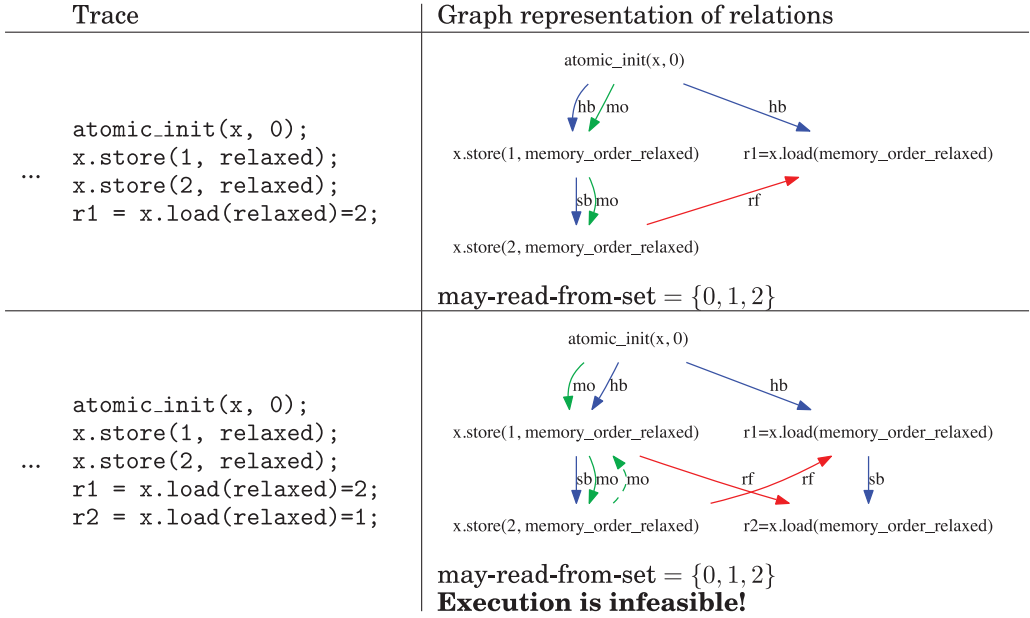 Trace Graph representation of relations
atomic_init(x, 0)
hb mo hb
atomic_init(x, 0);
x.store(1, relaxed);
x.store(2, relaxed);
r1 = x.load(relaxed)=2;
...
x.store(1, memory_order_relaxed) r1=x.load(memory_order_relaxed)
sb mo rf
x.store(2, memory_order_relaxed)
may-read-from-set = {0, 1, 2}
atomic_init(x, 0)
mo hb hb
atomic_init(x, 0);
x.store(1, relaxed);
x.store(2, relaxed);
r1 = x.load(relaxed)=2;
r2 = x.load(relaxed)=1;
...
x.store(1, memory_order_relaxed) r1=x.load(memory_order_relaxed)
sb mo mo rf rf sb
x.store(2, memory_order_relaxed) r2=x.load(memory_order_relaxed)
may-read-from-set = {0, 1, 2}
Execution is infeasible!